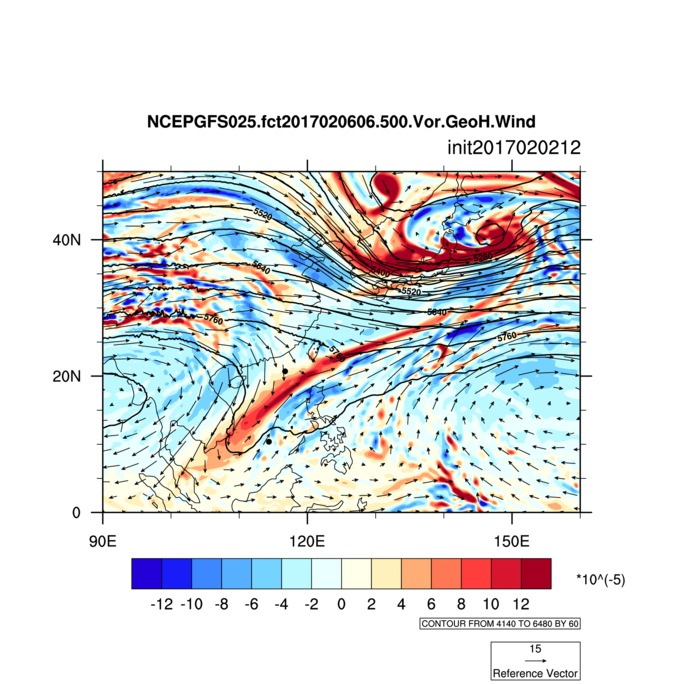 NCEPGFS025.fct2017020606.500.Vor.GeoH.Wind
init2017020212
5520
40N
5280
5400
5640
5520
5640
5760
5760
20N
0
90E 120E 150E
*10^(-5)
-12 -10 -8 -6 -4 -2 0 2 4 6 8 10 12
CONTOUR FROM 4140 TO 6480 BY 60
15
Reference Vector